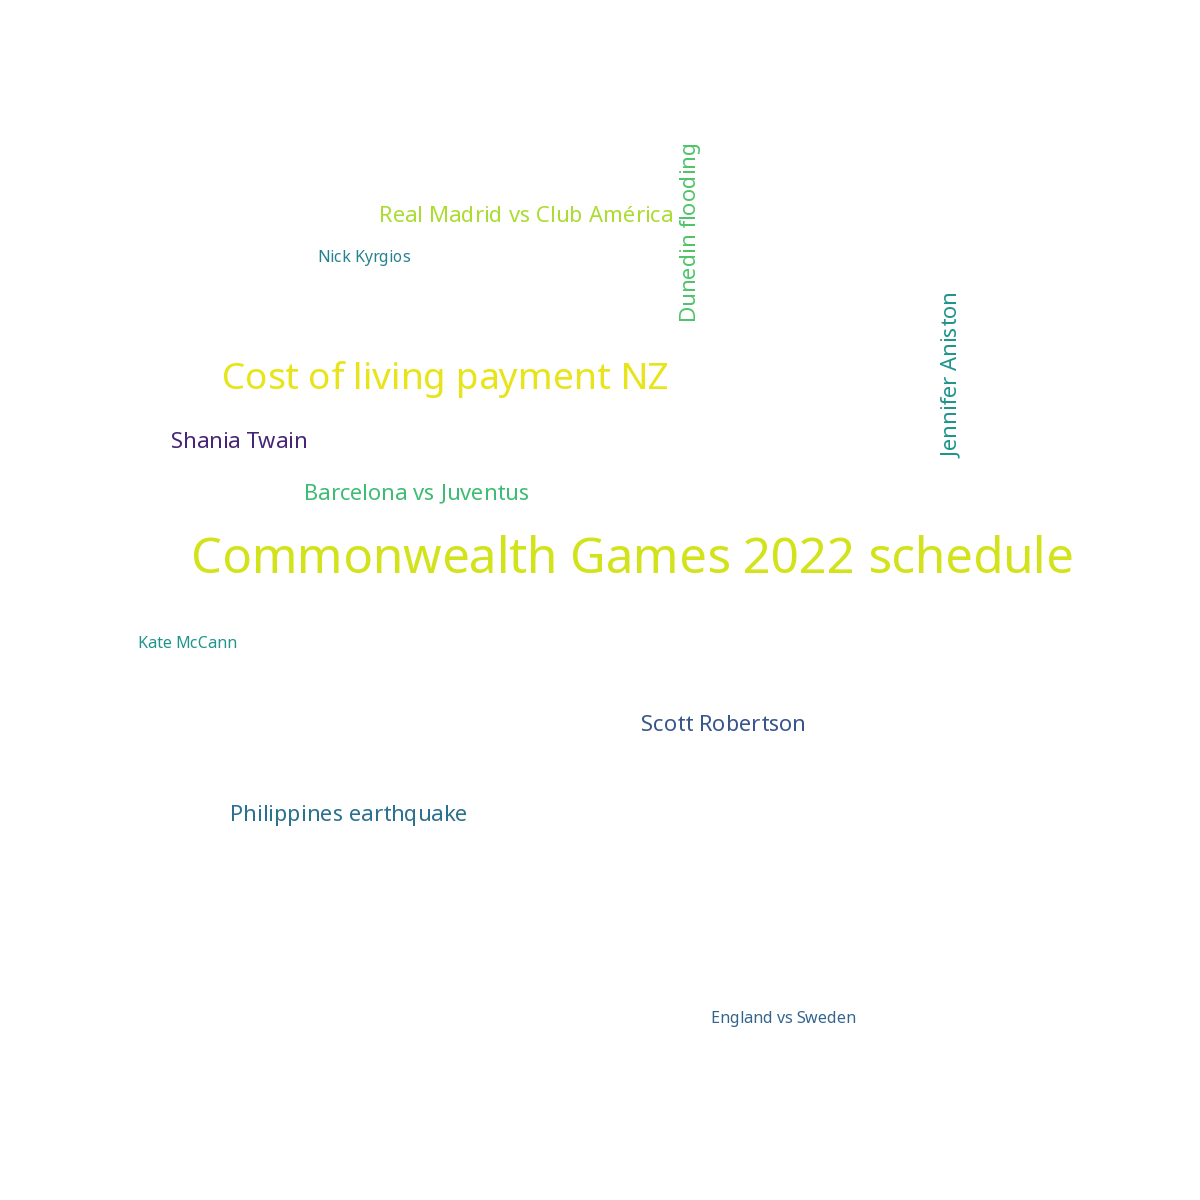 Dunedin flooding
Real Madrid vs Club América
Nick Kyrgios
Jennifer Aniston
Cost of living payment NZ
Shania Twain
Barcelona vs Juventus
Commonwealth Games 2022 schedule
Kate McCann
Scott Robertson
Philippines earthquake
England vs Sweden